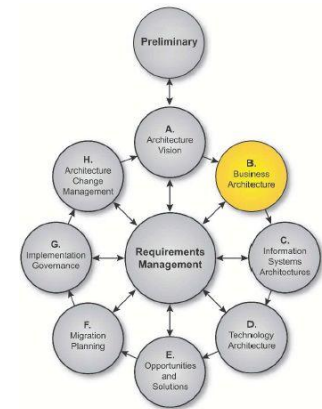 Preliminary
A.
Architecture
Vision
B.
Business
Architecture
C.
Information
Systems
Architectures
D.
Technology
Architecture
E.
Opportunities
and
Solutions
F.
Migration
Planning
G.
Implementation
Governance
H.
Architecture
Change
Management
Requirements
Management